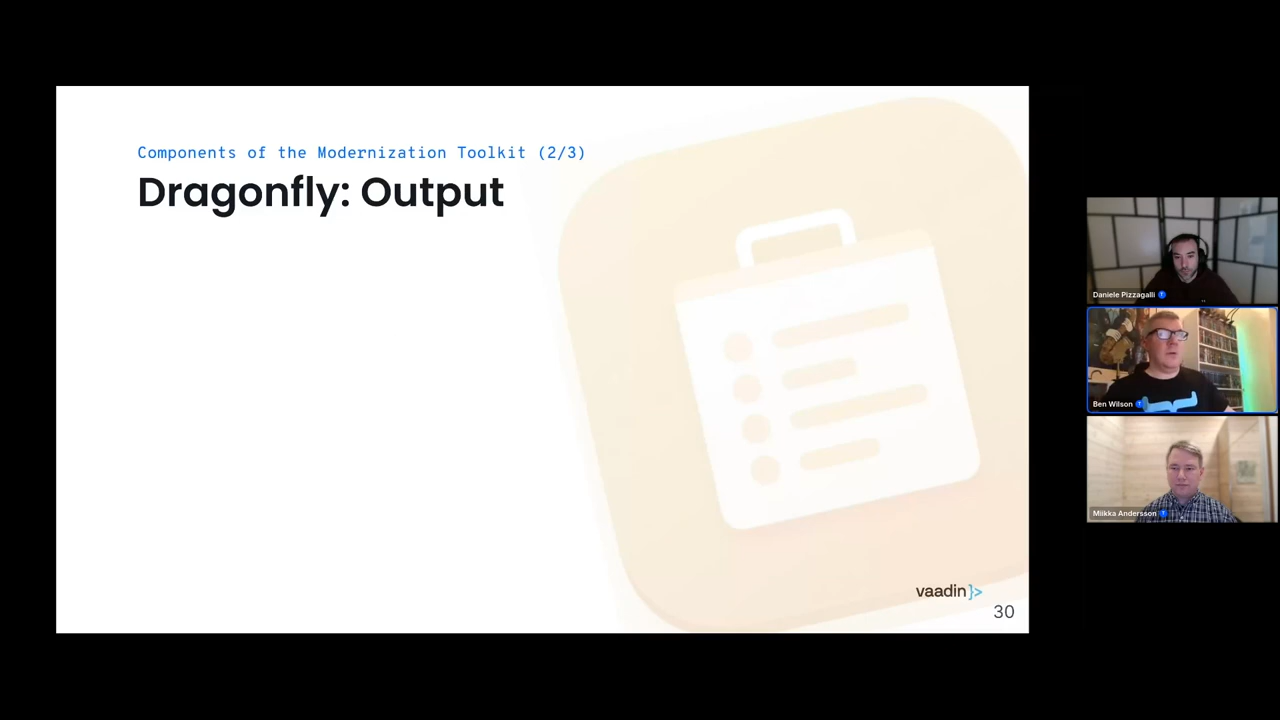 Components of the Modernization Toolkit (2/3)
Dragonfly: Output
vaadin}>
30
Daniele Pizzagalli
Ben Wilson
Miikka Andersson